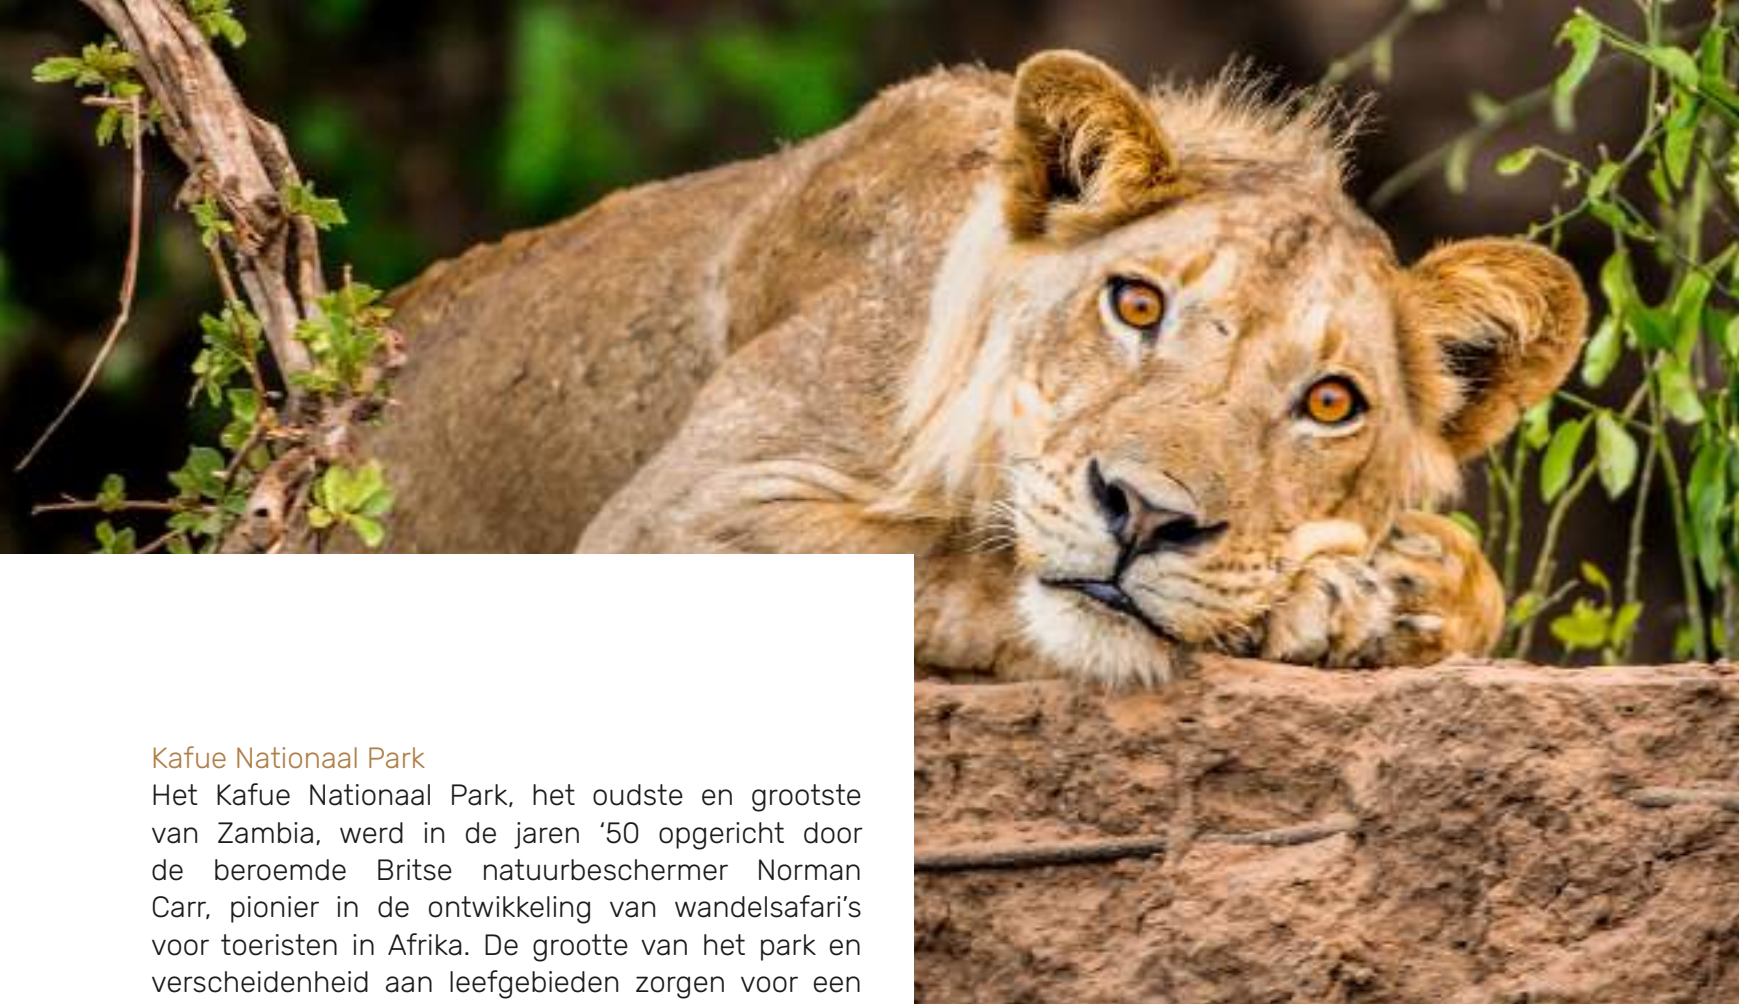 Kafue Nationaal Park
Het Kafue Nationaal Park, het oudste en grootste
van Zambia, werd in de jaren ‘50 opgericht door
de beroemde Britse natuurbeschermer Norman
Carr, pionier in de ontwikkeling van wandelsafari’s
voor toeristen in Afrika. De grootte van het park en
verscheidenheid aan leefgebieden zorgen voor een